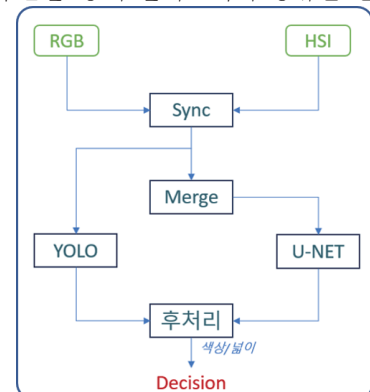 RGB
HSI
Sync
Merge
YOLO
U-NET
후처리
색상/넓이
Decision